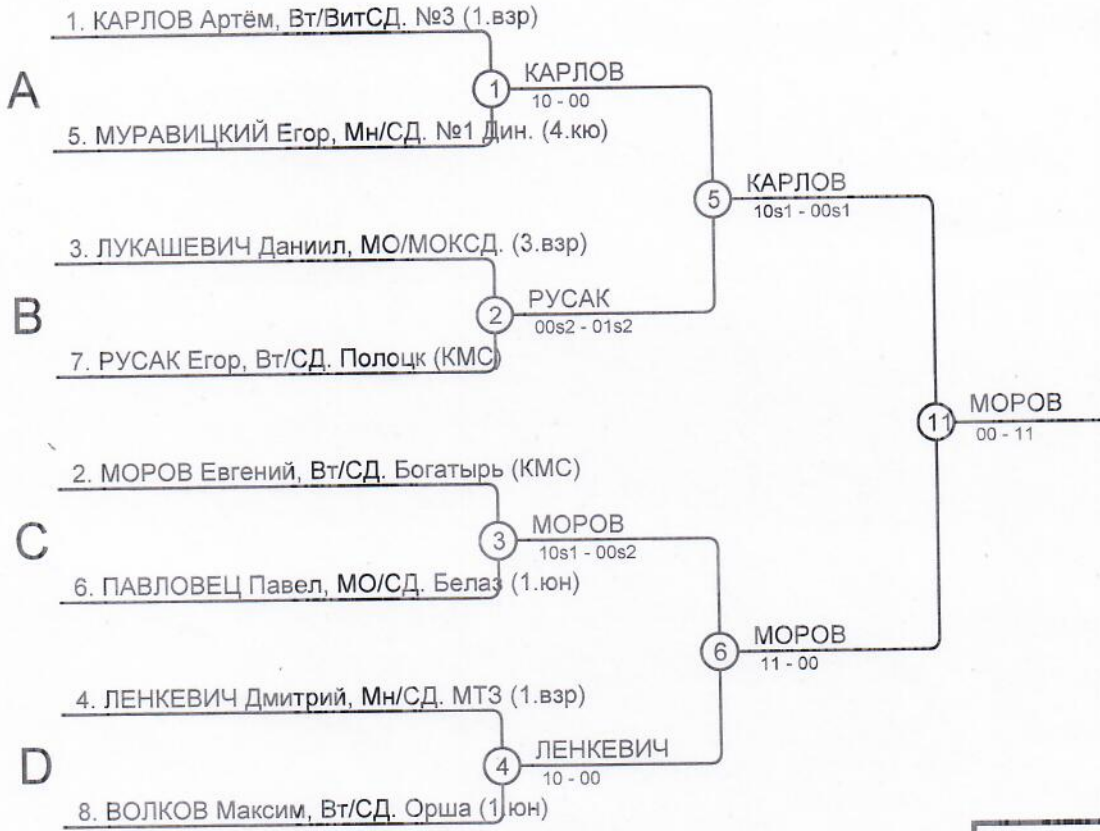 1. КАРЛОВ Артём, Вт/ВитСД. №3 (1.взр)
A
1
КАРЛОВ
10 - 00
5. МУРАВИЦКИЙ Егор, Мн/СД. №1 Дин. (4.кю)
5
КАРЛОВ
10s1 - 00s1
3. ЛУКАШЕВИЧ Даниил, МО/МОКСД. (3.взр)
B
2
РУСАК
00s2 - 01s2
7. РУСАК Егор, Вт/СД. Полоцк (КМС)
11
МОРОВ
00 - 11
2. МОРОВ Евгений, Вт/СД. Богатырь (КМС)
C
3
МОРОВ
10s1 - 00s2
6. ПАВЛОВЕЦ Павел, МО/СД. Белаз (1.юн)
6
МОРОВ
11 - 00
4. ЛЕНКЕВИЧ Дмитрий, Мн/СД. МТЗ (1.взр)
D
4
ЛЕНКЕВИЧ
10 - 00
8. ВОЛКОВ Максим, Вт/СД. Орша (1.юн)